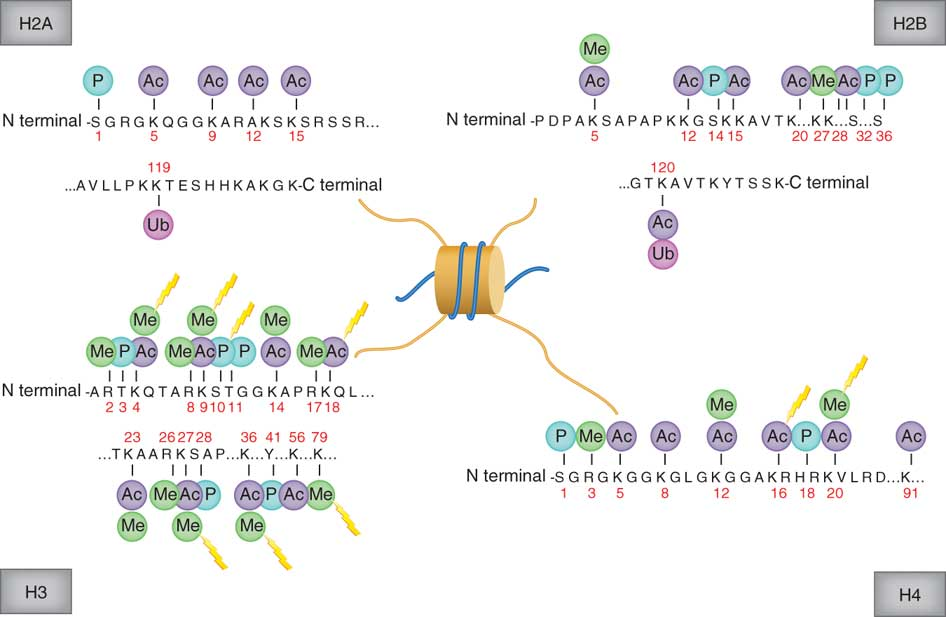 H2A
P Ac Ac Ac Ac
N terminal -S G R G K Q G G K A R A K S K S R S S R...
1 5 9 12 15
119
...A V L L P K K T E S H H K A K G K-C terminal
Ub
H2B
Me
Ac Ac P Ac Ac Me Ac P P
N terminal -P D P A K S A P A P K K G S K K A V T K...K K...S...S
5 12 14 15 20 27 28 32 36
120
...G T K A V T K Y T S S K-C terminal
Ac
Ub
Me Me Me
Me P Ac Me Ac P P Ac Me Ac
N terminal -A R T K Q T A R K S T G G K A P R K Q L...
2 3 4 8 9 10 11 14 17 18
23 26 27 28 36 41 56 79
...T K A A R K S A P...K...Y...K...K...
Ac Me Ac P Ac P Ac Me
Me Me Me
H3
Me Me
P Me Ac Ac Ac Ac P Ac Ac
N terminal -S G R G K G G K G L G K G G A K R H R K V L R D...K...
1 3 5 8 12 16 18 20 91
H4